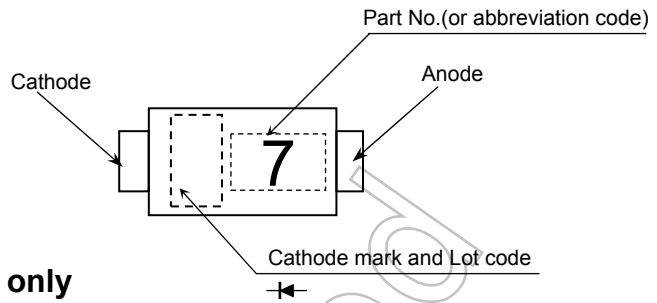 Part No.(or abbreviation code)
Cathode
Anode
7
Cathode mark and Lot code
only